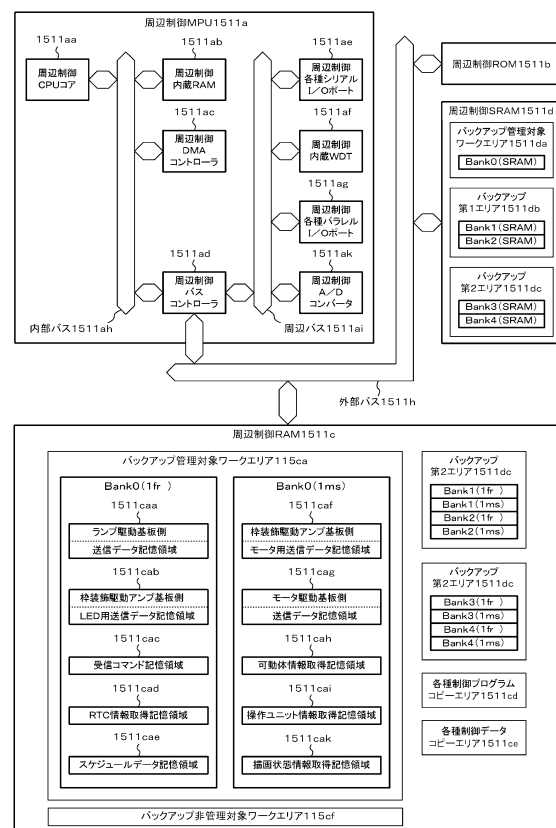 周辺制御MPU1511a
1511aa
周辺制御
CPUコア
1511ab
周辺制御
内蔵RAM
1511ac
周辺制御
DMA
コントローラ
1511ad
周辺制御
バス
コントローラ
1511ae
周辺制御
各種シリアル
I/Oポート
1511af
周辺制御
内蔵WDT
1511ag
周辺制御
各種パラレル
I/Oポート
1511ak
周辺制御
A/D
コンバータ
内部バス1511ah
周辺バス1511ai
周辺制御ROM1511b
周辺制御SRAM1511d
バックアップ管理対象
ワークエリア1511da
Bank0(SRAM)
バックアップ
第1エリア1511db
Bank1(SRAM)
Bank2(SRAM)
バックアップ
第2エリア1511dc
Bank3(SRAM)
Bank4(SRAM)
外部バス1511h
周辺制御RAM1511c
バックアップ管理対象ワークエリア115ca
Bank0(1fr )
1511caa
ランプ駆動基板側
送信データ記憶領域
1511cab
枠装飾駆動アンプ基板側
LED用送信データ記憶領域
1511cac
受信コマンド記憶領域
1511cad
RTC情報取得記憶領域
1511cae
スケジュールデータ記憶領域
Bank0(1ms)
1511caf
枠装飾駆動アンプ基板側
モータ用送信データ記憶領域
1511cag
モータ駆動基板側
送信データ記憶領域
1511cah
可動体情報取得記憶領域
1511cai
操作ユニット情報取得記憶領域
1511cak
描画状態情報取得記憶領域
バックアップ
第2エリア1511dc
Bank1(1fr )
Bank1(1ms)
Bank2(1fr )
Bank2(1ms)
バックアップ
第2エリア1511dc
Bank3(1fr )
Bank3(1ms)
Bank4(1fr )
Bank4(1ms)
各種制御プログラム
コピーエリア1511cd
各種制御データ
コピーエリア1511ce
バックアップ非管理対象ワークエリア115cf